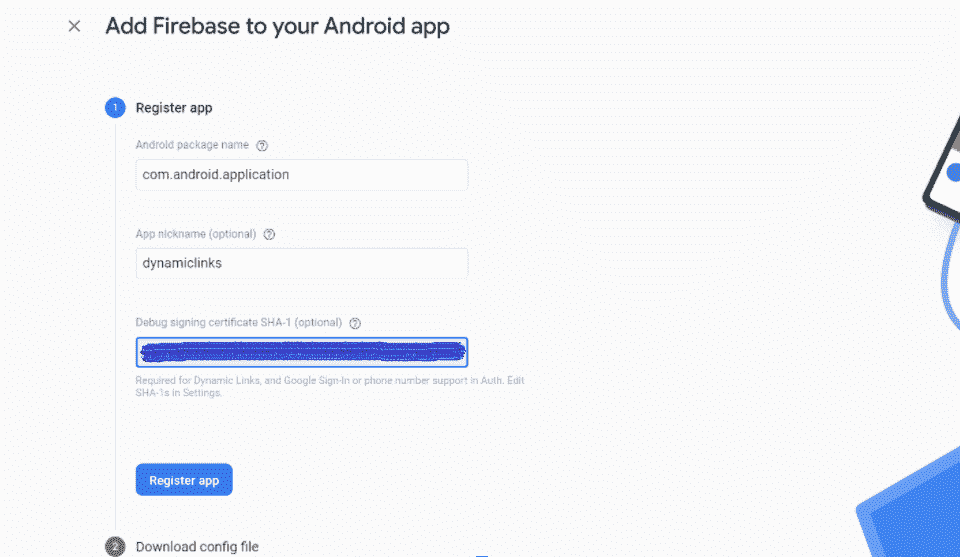 Add Firebase to your Android app
1 Register app
Android package name
com.android.application
App nickname (optional)
dynamiclinks
Debug signing certificate SHA-1 (optional)
Required for Dynamic Links, and Google Sign-In or phone number support in Auth. Edit
SHA-1s in Settings.
Register app
2 Download config file